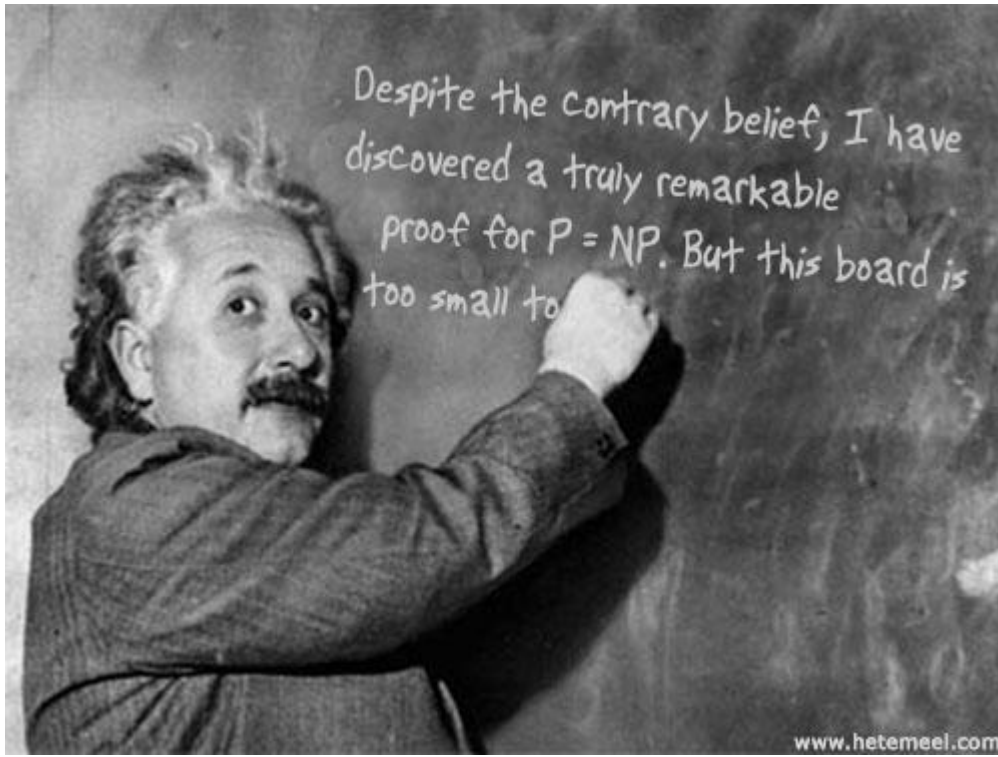 Despite the contrary belief, I have
discovered a truly remarkable
proof for P = NP. But this board is
too small to
www.hetemeel.com